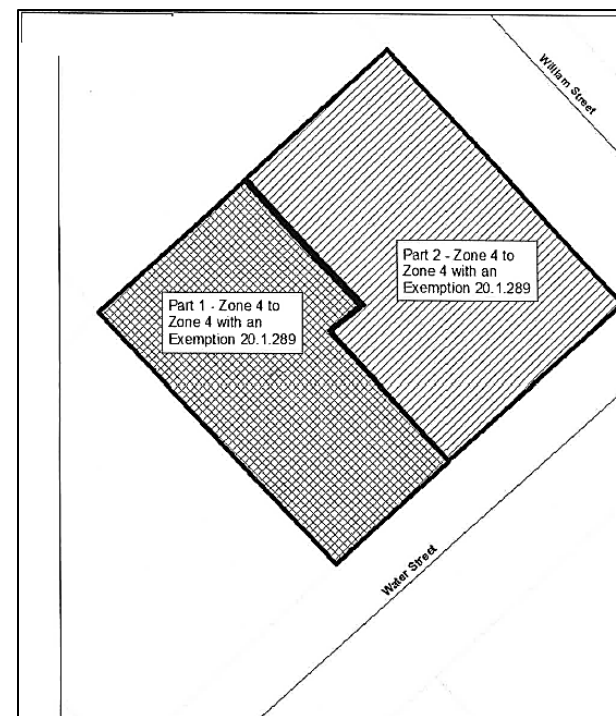 William Street
Part 2 - Zone 4 to
Zone 4 with an
Exemption 20.1.289
Part 1 - Zone 4 to
Zone 4 with an
Exemption 20.1.289
Water Street